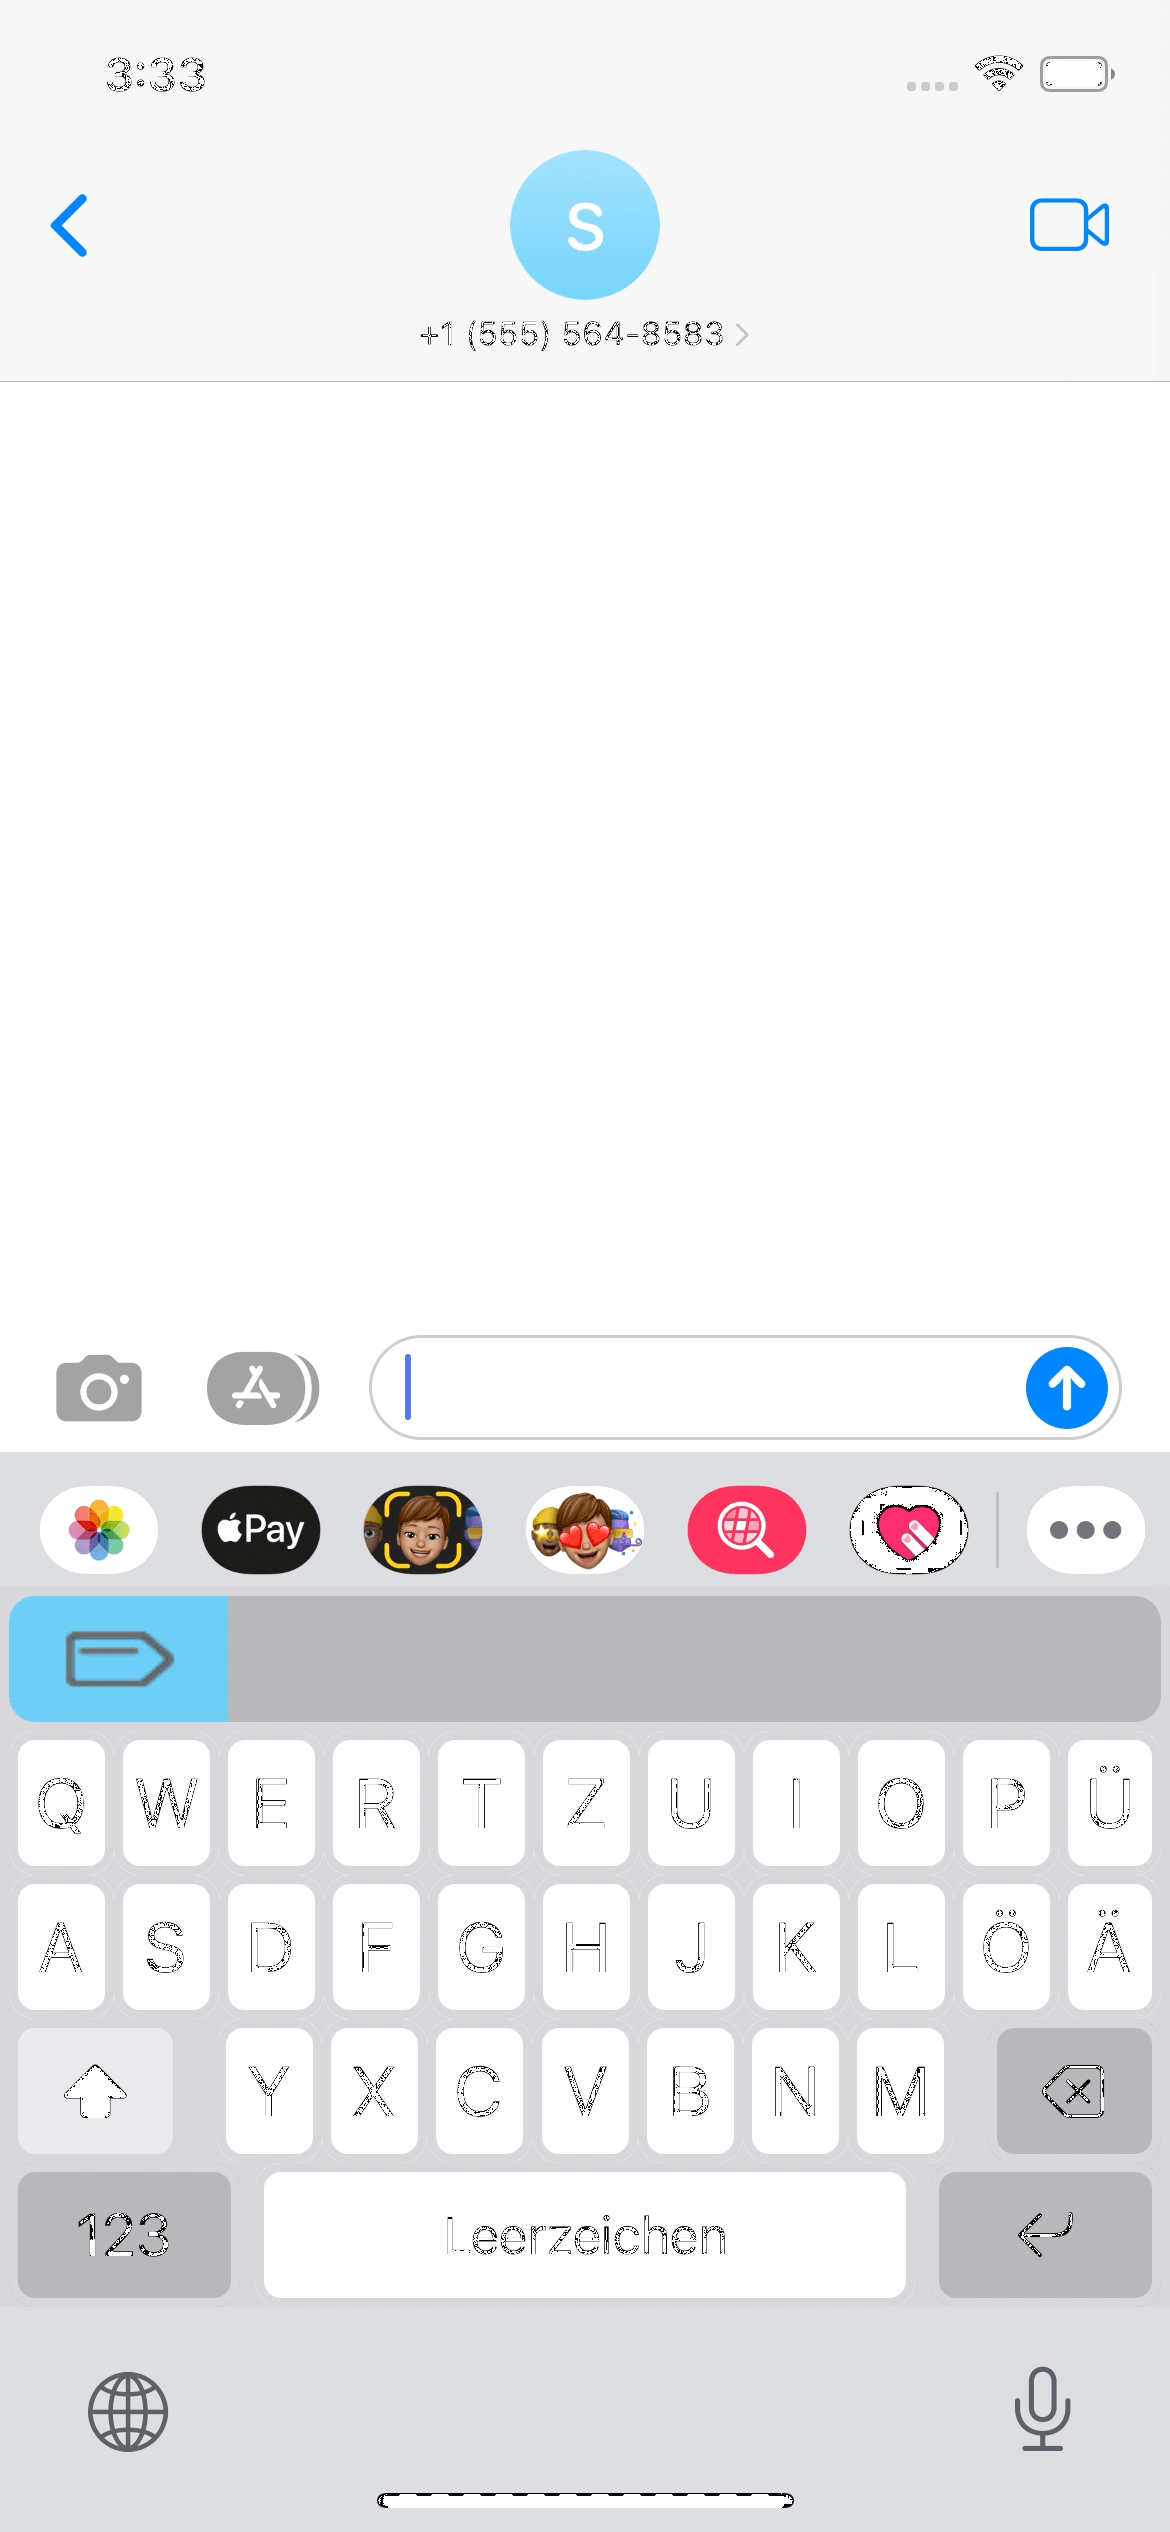 3:33
S
+1 (555) 564-8583
Pay
Q W E R T Z U I O P Ü
A S D F G H J K L Ö Ä
Y X C V B N M
123 Leerzeichen